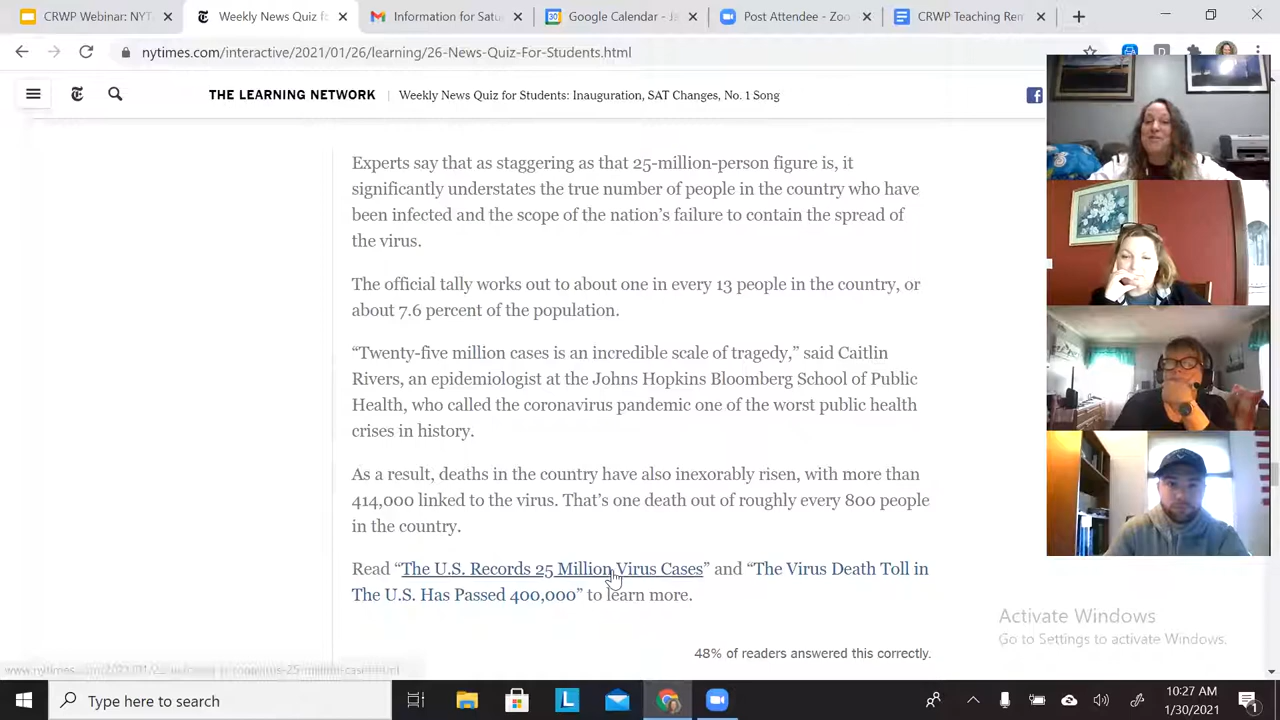 CRWP Webinar: NYT
Weekly News Quiz for
Information for Satu
Google Calendar - Ja
Post Attendee - Zoo
CRWP Teaching Re
nytimes.com/interactive/2021/01/26/learning/26-News-Quiz-For-Students.html
THE LEARNING NETWORK
Weekly News Quiz for Students: Inauguration, SAT Changes, No. 1 Song
Experts say that as staggering as that 25-million-person figure is, it
significantly understates the true number of people in the country who have
been infected and the scope of the nation’s failure to contain the spread of
the virus.
The official tally works out to about one in every 13 people in the country, or
about 7.6 percent of the population.
“Twenty-five million cases is an incredible scale of tragedy,” said Caitlin
Rivers, an epidemiologist at the Johns Hopkins Bloomberg School of Public
Health, who called the coronavirus pandemic one of the worst public health
crises in history.
As a result, deaths in the country have also inexorably risen, with more than
414,000 linked to the virus. That’s one death out of roughly every 800 people
in the country.
Read “The U.S. Records 25 Million Virus Cases” and “The Virus Death Toll in
The U.S. Has Passed 400,000” to learn more.
Activate Windows
Go to Settings to activate Windows.
48% of readers answered this correctly.
Type here to search
10:27 AM
1/30/2021